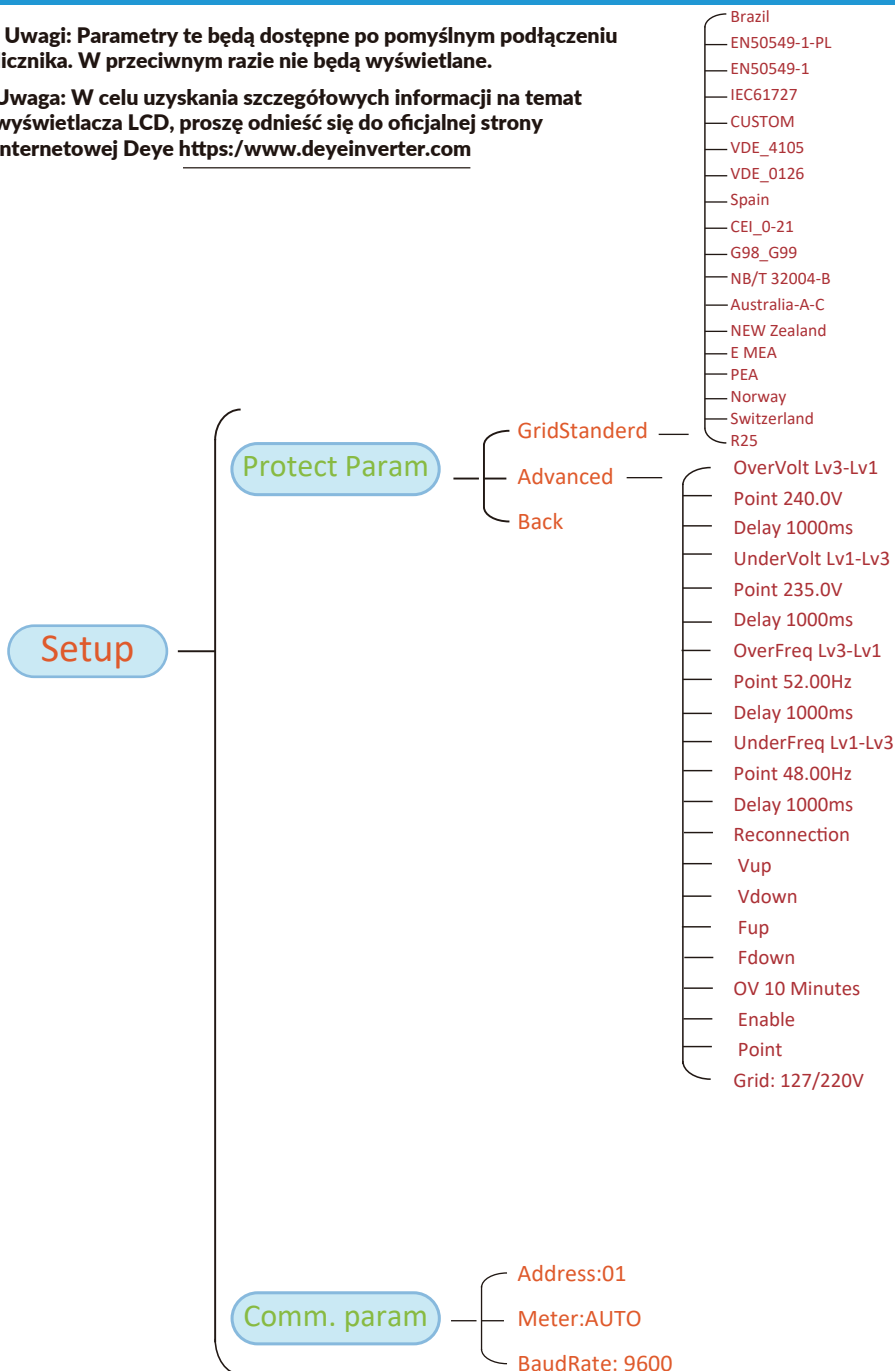 Uwagi: Parametry te będą dostępne po pomyślnym podłączeniu
icznika. W przeciwnym razie nie będą wyświetlane.
Uwaga: W celu uzyskania szczegółowych informacji na temat
wyświetlacza LCD, proszę odnieść się do oficjalnej strony
nternetowej Deye https:/www.deyeinverter.com
Brazil
EN50549-1-PL
EN50549-1
IEC61727
CUSTOM
VDE_4105
VDE_0126
Spain
CEI_0-21
G98_G99
NB/T 32004-B
Australia-A-C
NEW Zealand
E MEA
PEA
Norway
Switzerland
R25
Setup
Protect Param
GridStanderd
Advanced
Back
OverVolt Lv3-Lv1
Point 240.0V
Delay 1000ms
UnderVolt Lv1-Lv3
Point 235.0V
Delay 1000ms
OverFreq Lv3-Lv1
Point 52.00Hz
Delay 1000ms
UnderFreq Lv1-Lv3
Point 48.00Hz
Delay 1000ms
Reconnection
Vup
Vdown
Fup
Fdown
OV 10 Minutes
Enable
Point
Grid: 127/220V
Comm. param
Address:01
Meter:AUTO
BaudRate: 9600